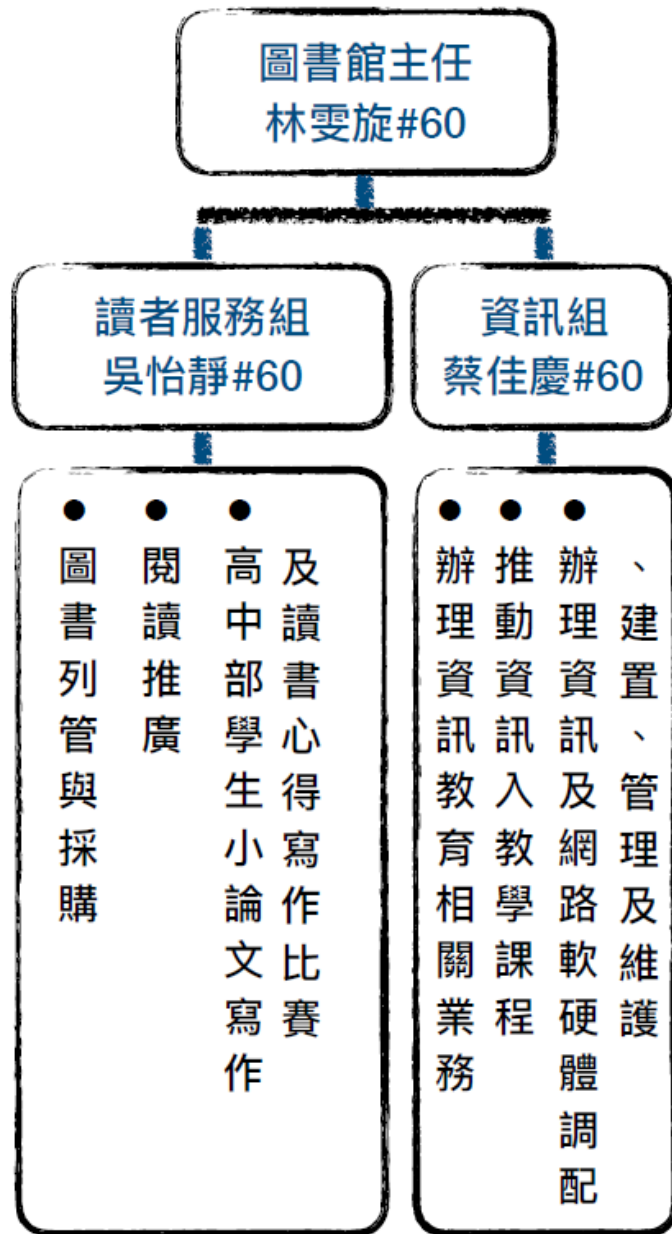 圖書館主任
林雯旋#60
讀者服務組
吳怡靜#60
資訊組
蔡佳慶#60
● 圖書列管與採購
● 閱讀推廣
● 高中部學生小論文寫作
及讀書心得寫作比賽
● 辦理資訊教育相關業務
● 推動資訊入教學課程
● 辦理資訊及網路軟硬體調配
、建置、管理及維護